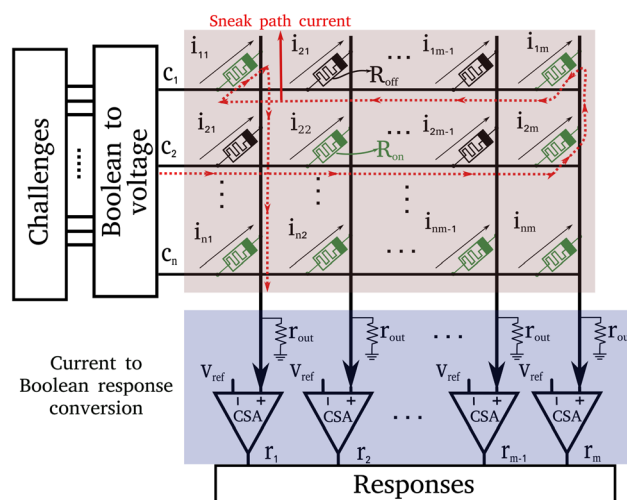 Sneak path current
i11
i21
...
i1m-1
i1m
Roff
C1
i21
i22
...
i2m-1
i2m
Ron
C2
in1
in2
...
inm-1
inm
Cn
Challenges
.....
Boolean to
voltage
Current to
Boolean response
conversion
rout
rout
...
rout
rout
Vref
Vref
Vref
Vref
- +
- +
- +
- +
CSA
CSA
...
CSA
CSA
r1
r2
rm-1
rm
Responses